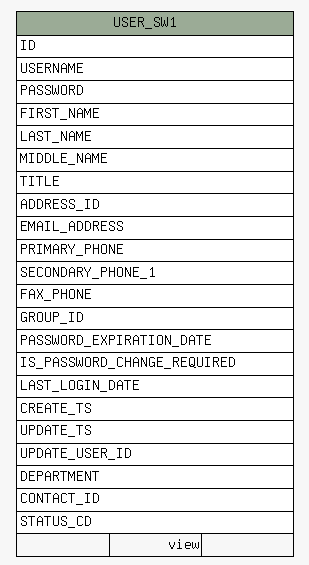 USER_SW1
ID
USERNAME
PASSWORD
FIRST_NAME
LAST_NAME
MIDDLE_NAME
TITLE
ADDRESS_ID
EMAIL_ADDRESS
PRIMARY_PHONE
SECONDARY_PHONE_1
FAX_PHONE
GROUP_ID
PASSWORD_EXPIRATION_DATE
IS_PASSWORD_CHANGE_REQUIRED
LAST_LOGIN_DATE
CREATE_TS
UPDATE_TS
UPDATE_USER_ID
DEPARTMENT
CONTACT_ID
STATUS_CD
view